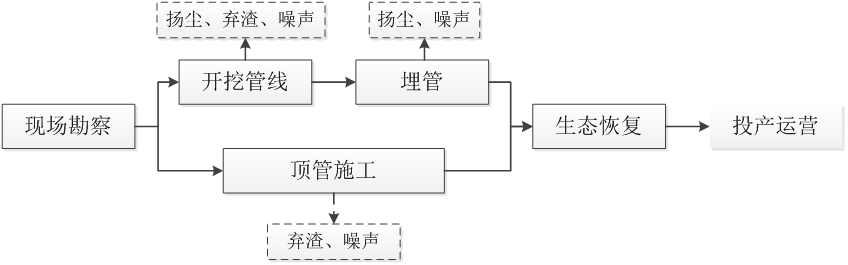 扬尘、弃渣、噪声
扬尘、噪声
开挖管线
埋管
现场勘察
生态恢复
投产运营
顶管施工
弃渣、噪声